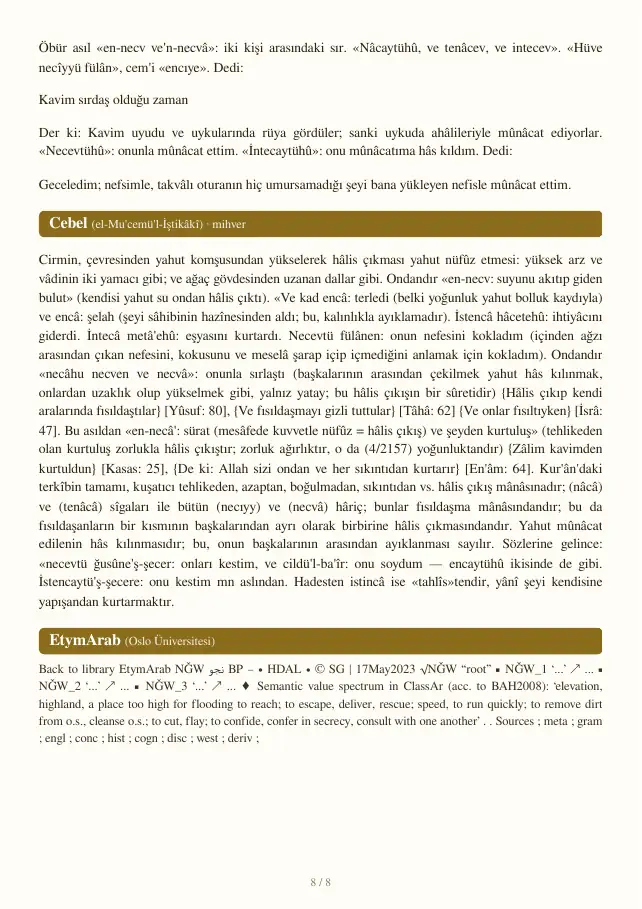 Öbür asıl «en-necv ve'n-necvâ»: iki kişi arasındaki sır. «Nâcaytühû, ve tenâcev, ve intecev». «Hüve
necîyyü fülân», cem'i «encıye». Dedi:
Kavim sırdaş olduğu zaman
Der ki: Kavim uyudu ve uykularında rüya gördüler; sanki uykuda ahâlileriyle mûnâcat ediyorlar.
«Necevtühû»: onunla mûnâcat ettim. «İntecaytühû»: onu mûnâcatıma hâs kıldım. Dedi:
Geceledim; nefsimle, takvâlı oturanın hiç umursamadığı şeyi bana yükleyen nefisle mûnâcat ettim.
Cebel (el-Mu'cemü'l-İştikâkî) · mihver
Cirmin, çevresinden yahut komşusundan yükselerek hâlis çıkması yahut nüfûz etmesi: yüksek arz ve
vâdinin iki yamacı gibi; ve ağaç gövdesinden uzanan dallar gibi. Ondandır «en-necv: suyunu akıtıp giden
bulut» (kendisi yahut su ondan hâlis çıktı). «Ve kad encâ: terledi (belki yoğunluk yahut bolluk kaydıyla)
ve encâ: şelah (şeyi sâhibinin hazînesinden aldı; bu, kalınlıkla ayıklamadır). İstencâ hâcetehû: ihtiyâcını
giderdi. İntecâ metâ'ehû: eşyasını kurtardı. Necevtü fülânen: onun nefesini kokladım (içinden ağzı
arasından çıkan nefesini, kokusunu ve meselâ şarap içip içmediğini anlamak için kokladım). Ondandır
«necâhu necven ve necvâ»: onunla sırlaştı (başkalarının arasından çekilmek yahut hâs kılınmak,
onlardan uzaklık olup yükselmek gibi, yalnız yatay; bu hâlis çıkışın bir sûretidir) {Hâlis çıkıp kendi
aralarında fısıldaştılar} [Yûsuf: 80], {Ve fısıldaşmayı gizli tuttular} [Tâhâ: 62] {Ve onlar fısıltıyken} [İsrâ:
47]. Bu asıldan «en-necâ': sürat (mesâfede kuvvetle nüfûz = hâlis çıkış) ve şeyden kurtuluş» (tehlikeden
olan kurtuluş zorlukla hâlis çıkıştır; zorluk ağırlıktır, o da (4/2157) yoğunluktandır) {Zâlim kavimden
kurtuldun} [Kasas: 25], {De ki: Allah sizi ondan ve her sıkıntıdan kurtarır} [En'âm: 64]. Kur'ân'daki
terkîbin tamamı, kuşatıcı tehlikeden, azaptan, boğulmadan, sıkıntıdan vs. hâlis çıkış mânâsınadır; (nâcâ)
ve (tenâcâ) sîgaları ile bütün (necıyy) ve (necvâ) hâriç; bunlar fısıldaşma mânâsındandır; bu da
fısıldaşanların bir kısmının başkalarından ayrı olarak birbirine hâlis çıkmasındandır. Yahut mûnâcat
edilenin hâs kılınmasıdır; bu, onun başkalarının arasından ayıklanması sayılır. Sözlerine gelince:
«necevtü ğusûne'ş-şecer: onları kestim, ve cildü'l-ba'îr: onu soydum — encaytühû ikisinde de gibi.
İstencaytü'ş-şecere: onu kestim mn aslından. Hadesten istincâ ise «tahlîs»tendir, yânî şeyi kendisine
yapışandan kurtarmaktır.
EtymArab (Oslo Üniversitesi)
Back to library EtymArab NǦW نجو BP – • HDAL • © SG | 17May2023 √NǦW “root” ▪ NǦW_1 ‘...’ ↗ ... ▪
NǦW_2 ‘...’ ↗ ... ▪ NǦW_3 ‘...’ ↗ ... ♦ Semantic value spectrum in ClassAr (acc. to BAH2008): ‘elevation,
highland, a place too high for flooding to reach; to escape, deliver, rescue; speed, to run quickly; to remove dirt
from o.s., cleanse o.s.; to cut, flay; to confide, confer in secrecy, consult with one another’ . . Sources ; meta ; gram
; engl ; conc ; hist ; cogn ; disc ; west ; deriv ;
8 / 8